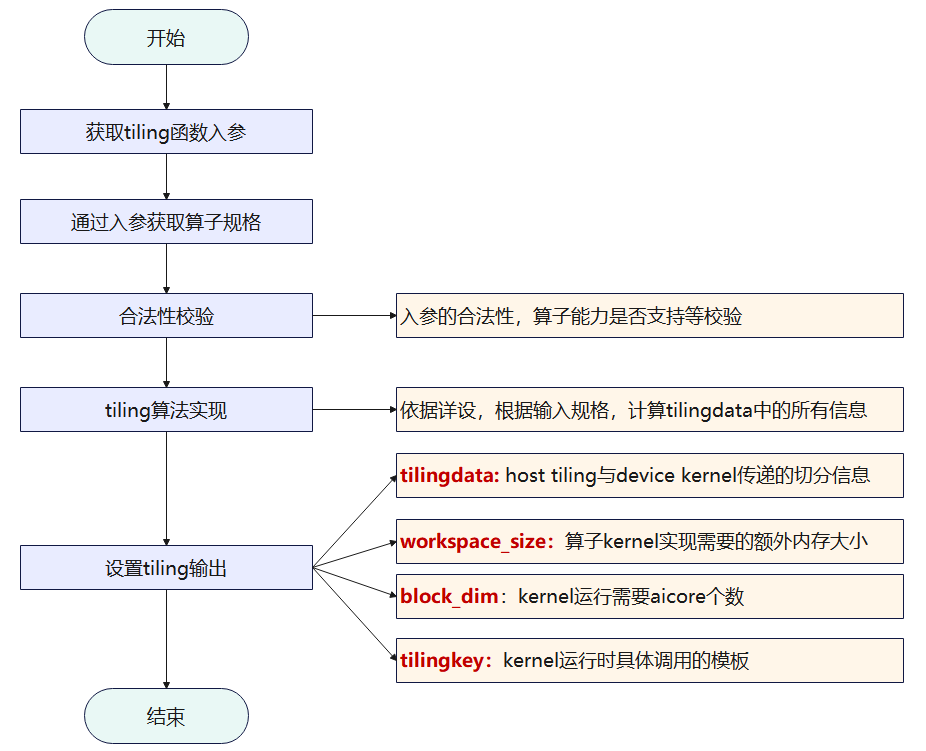 开始
获取tiling函数入参
通过入参获取算子规格
合法性校验
入参的合法性，算子能力是否支持等校验
tiling算法实现
依据详设，根据输入规格，计算tilingdata中的所有信息
设置tiling输出
tilingdata: host tiling与device kernel传递的切分信息
workspace_size：算子kernel实现需要的额外内存大小
block_dim：kernel运行需要aicore个数
tilingkey：kernel运行时具体调用的模板
结束